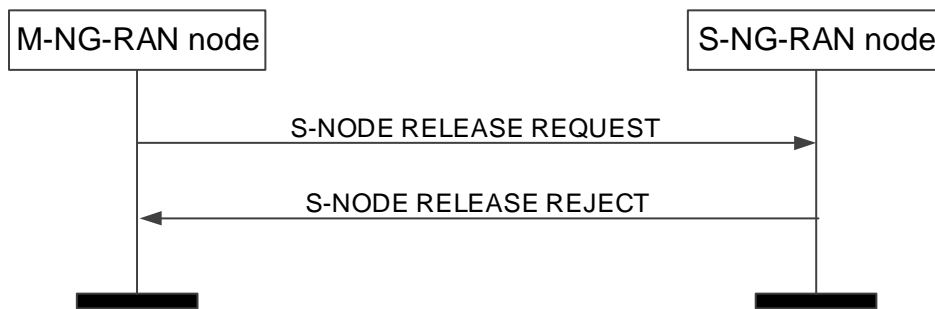 M-NG-RAN node
S-NG-RAN node
S-NODE RELEASE REQUEST
S-NODE RELEASE REJECT